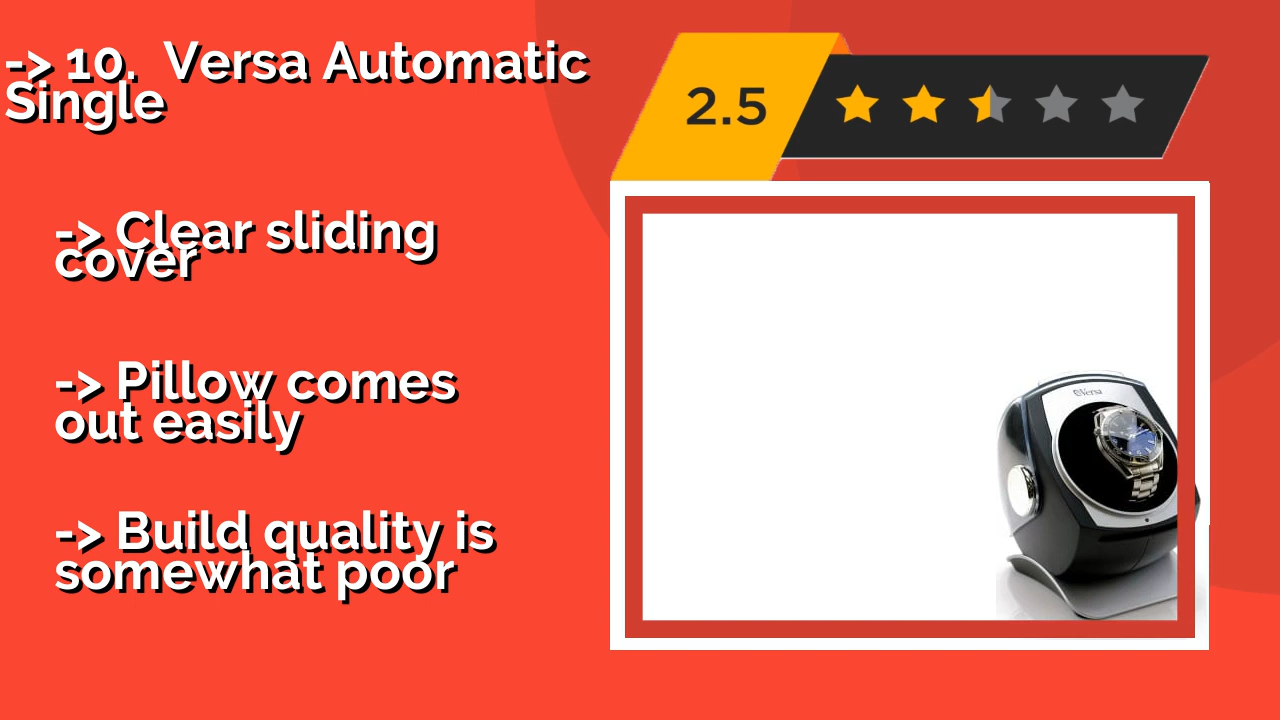 -> 10.  Versa Automatic
Single
2.5
-> Clear sliding
cover
-> Pillow comes
out easily
-> Build quality is
somewhat poor
Versa